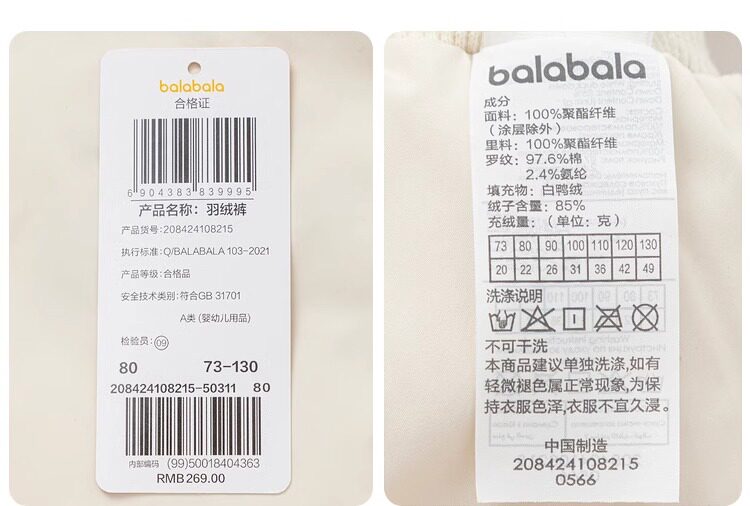 balabala
合格证
6 904383 839995
产品名称：羽绒裤
产品货号：208424108215
执行标准：Q/BALABALA 103-2021
产品等级：合格品
安全技术类别：符合GB 31701
A类 (婴幼儿用品)
检验员：09
80 73-130
208424108215-50311 80
内部编码 (99)50018404363
RMB269.00
balabala
成分
面料：100%聚酯纤维
（涂层除外）
里料：100%聚酯纤维
罗纹：97.6%棉
2.4%氨纶
填充物：白鸭绒
绒子含量：85%
充绒量：（单位：克）
73 80 90 100 110 120 130
20 22 26 31 36 42 49
洗涤说明
不可干洗
本商品建议单独洗涤,如有
轻微褪色属正常现象,为保
持衣服色泽,衣服不宜久浸。
中国制造
208424108215
0566